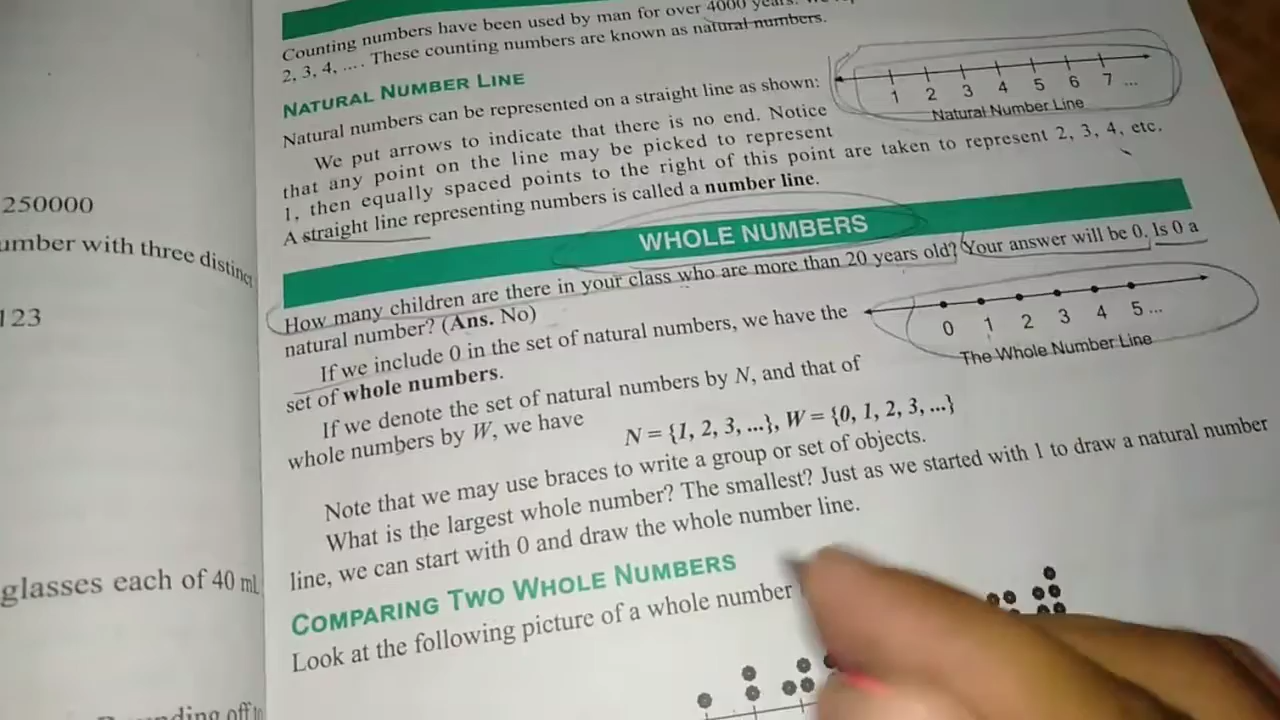 250000
umber with three distinc
123
glasses each of 40 mL
nding off to
Counting numbers have been used by man for over 4000 years.
2, 3, 4, .... These counting numbers are known as natural numbers.
NATURAL NUMBER LINE
Natural numbers can be represented on a straight line as shown:
We put arrows to indicate that there is no end. Notice
that any point on the line may be picked to represent
1, then equally spaced points to the right of this point are taken to represent 2, 3, 4, etc.
A straight line representing numbers is called a number line.
1 2 3 4 5 6 7 ...
Natural Number Line
WHOLE NUMBERS
How many children are there in your class who are more than 20 years old? Your answer will be 0. Is 0 a
natural number? (Ans. No)
If we include 0 in the set of natural numbers, we have the
set of whole numbers.
0 1 2 3 4 5 ...
The Whole Number Line
If we denote the set of natural numbers by N, and that of
whole numbers by W, we have
N = {1, 2, 3, ...}, W = {0, 1, 2, 3, ...}
Note that we may use braces to write a group or set of objects.
What is the largest whole number? The smallest? Just as we started with 1 to draw a natural number
line, we can start with 0 and draw the whole number line.
COMPARING TWO WHOLE NUMBERS
Look at the following picture of a whole number